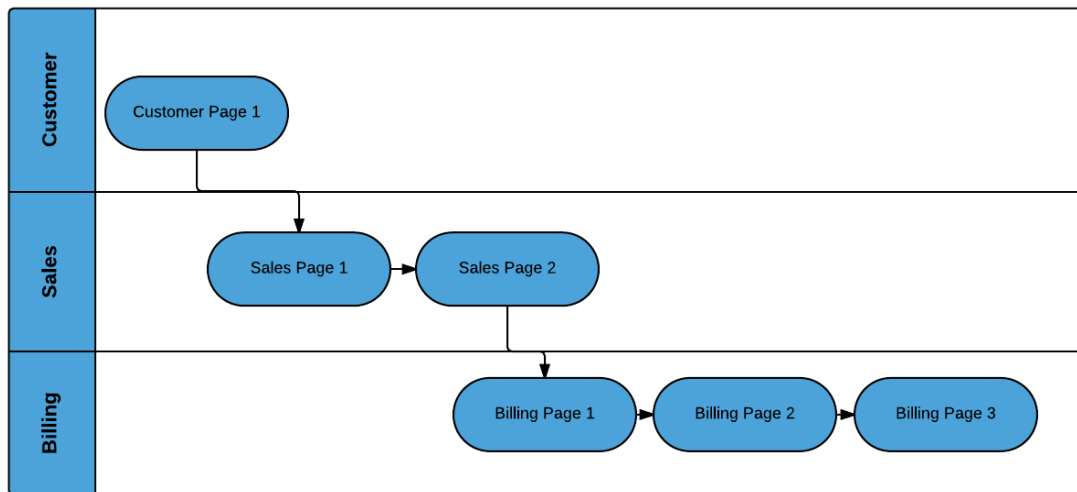 Customer
Customer Page 1
Sales
Sales Page 1
Sales Page 2
Billing
Billing Page 1
Billing Page 2
Billing Page 3